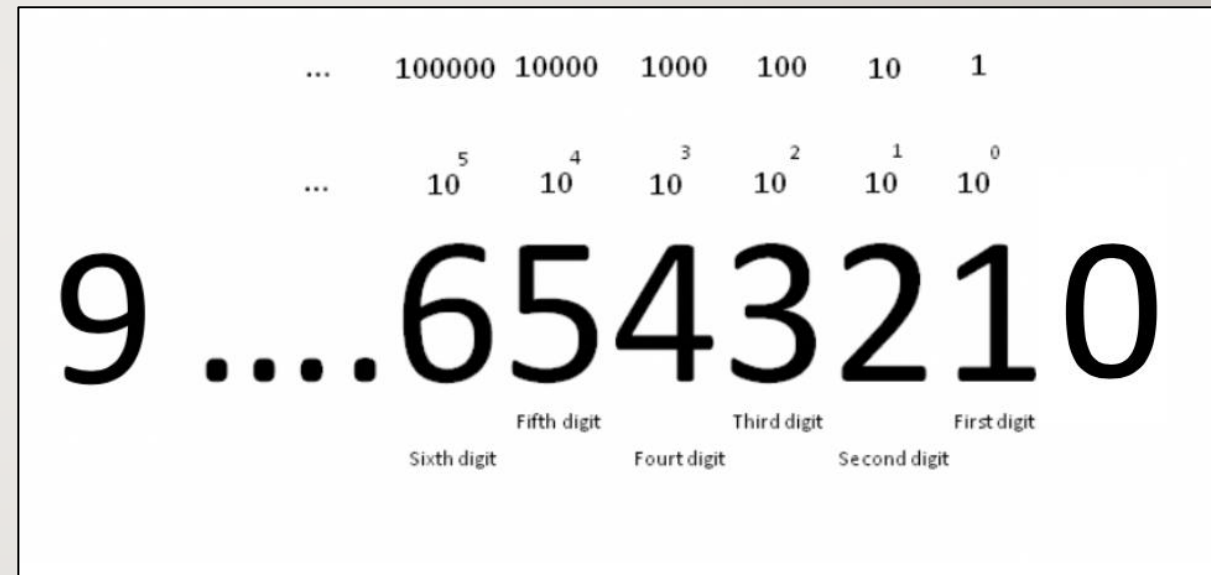 ... 100000 10000 1000 100 10 1
5 4 3 2 1 0
... 10 10 10 10 10 10
9 ....6543210
Fifth digit Third digit First digit
Sixth digit Fourt digit Second digit